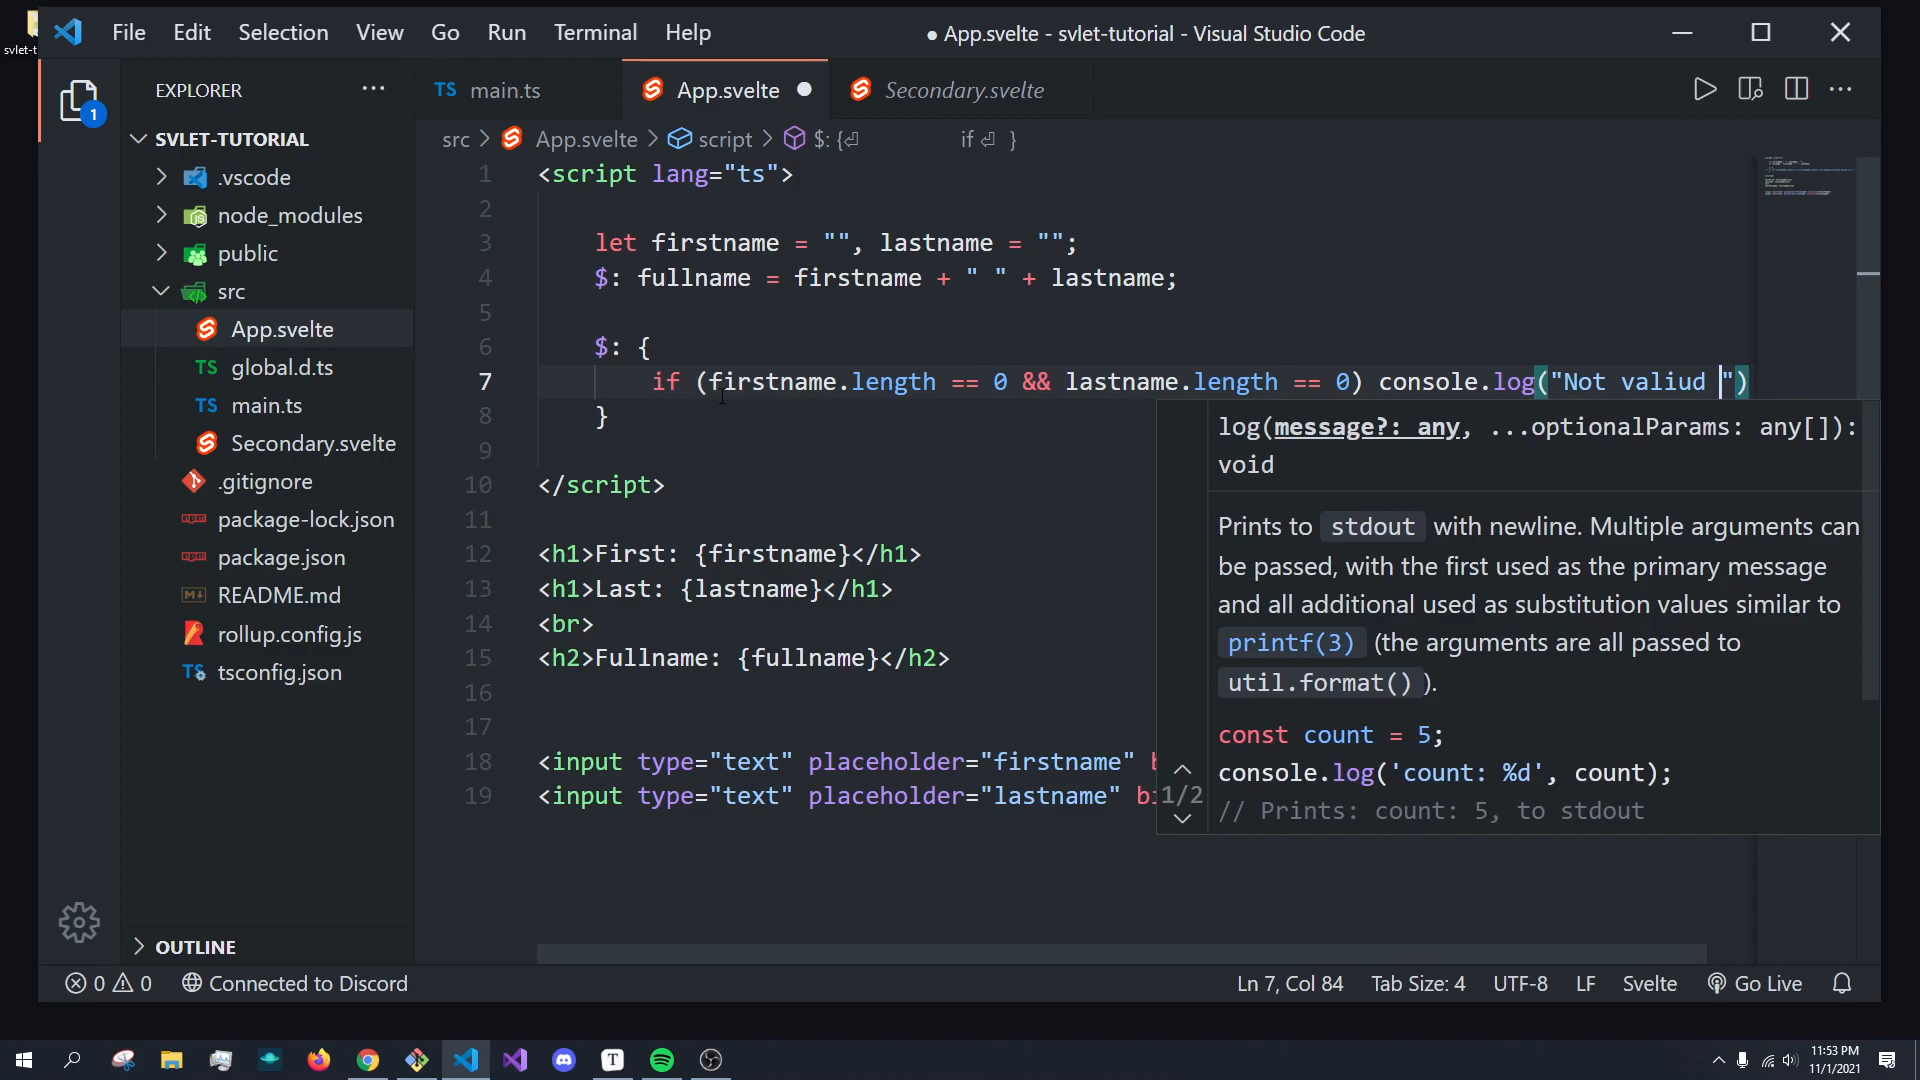 svlet-t
File Edit Selection View Go Run Terminal Help
● App.svelte - svlet-tutorial - Visual Studio Code
1
EXPLORER ...
TS main.ts
App.svelte ●
Secondary.svelte
src > App.svelte > script > $: {⏎ if ⏎ }
SVLET-TUTORIAL
.vscode
node_modules
public
src
App.svelte
TS global.d.ts
TS main.ts
Secondary.svelte
.gitignore
package-lock.json
package.json
README.md
rollup.config.js
TS tsconfig.json
OUTLINE
1 <script lang="ts">
2
3 let firstname = "", lastname = "";
4 $: fullname = firstname + " " + lastname;
5
6 $: {
7 if (firstname.length == 0 && lastname.length == 0) console.log("Not valiud ")
8 }
9
10 </script>
11
12 <h1>First: {firstname}</h1>
13 <h1>Last: {lastname}</h1>
14 <br>
15 <h2>Fullname: {fullname}</h2>
16
17
18 <input type="text" placeholder="firstname" b
19 <input type="text" placeholder="lastname" bi
log(message?: any, ...optionalParams: any[]):
void
Prints to stdout with newline. Multiple arguments can
be passed, with the first used as the primary message
and all additional used as substitution values similar to
printf(3) (the arguments are all passed to
util.format() ).
const count = 5;
console.log('count: %d', count);
// Prints: count: 5, to stdout
1/2
0 0 Connected to Discord
Ln 7, Col 84 Tab Size: 4 UTF-8 LF Svelte Go Live
T
11:53 PM
11/1/2021